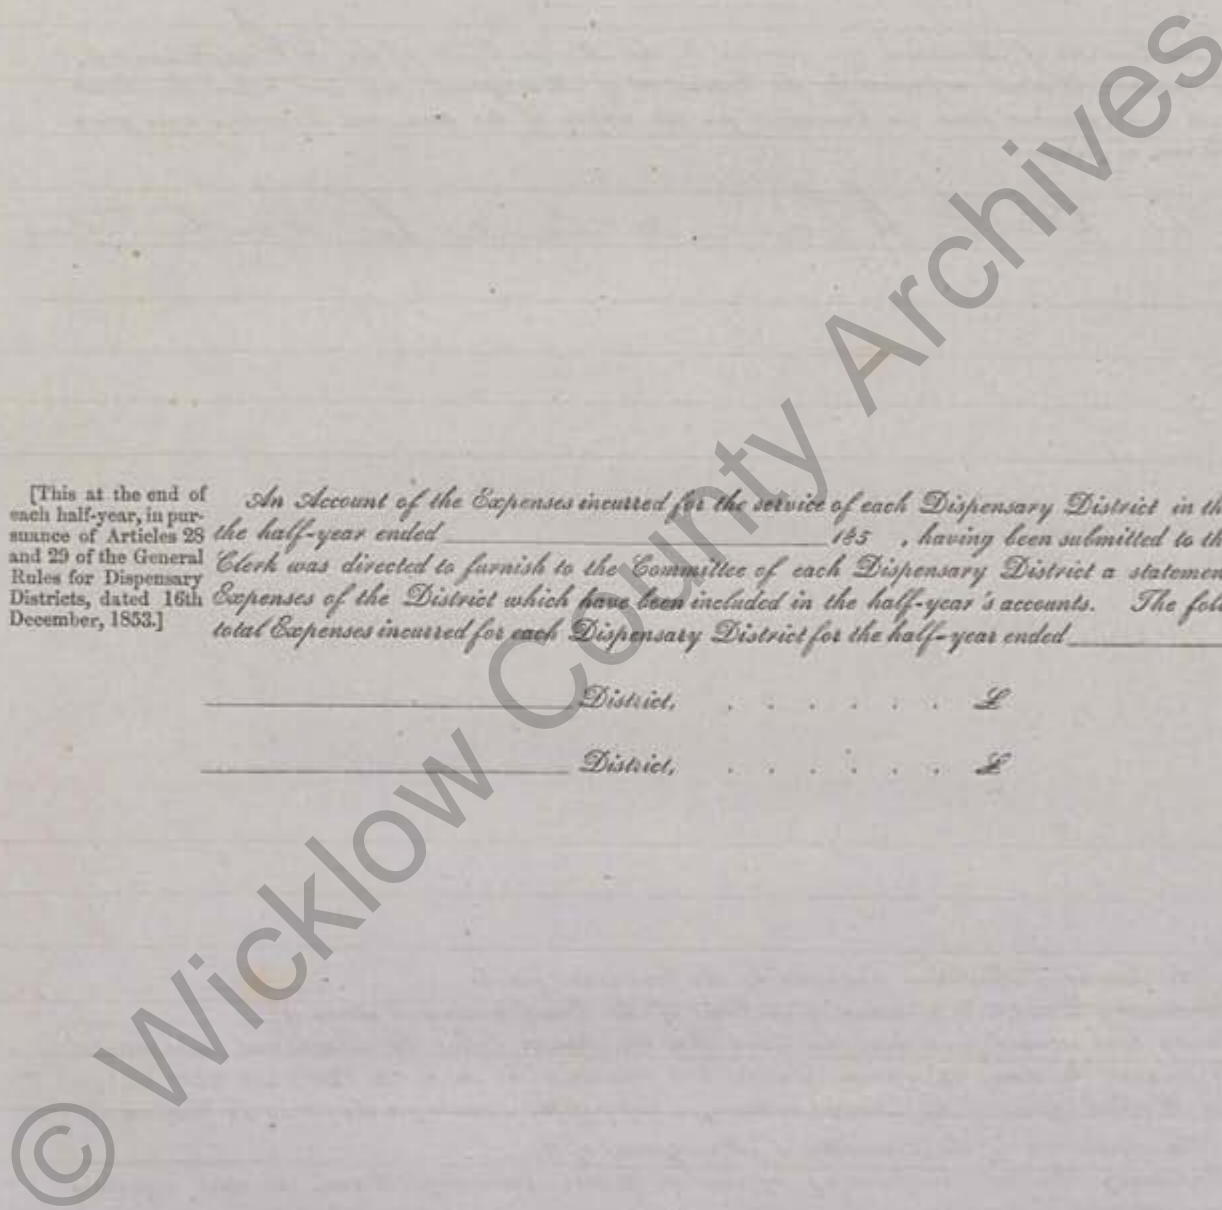 [This at the end of
each half-year, in pur-
suance of Articles 28
and 29 of the General
Rules for Dispensary
Districts, dated 16th
December, 1853.]
An Account of the Expenses incurred for the service of each Dispensary District in th
the half-year ended 185 , having been submitted to th
Clerk was directed to furnish to the Committee of each Dispensary District a statemen
Expenses of the District which have been included in the half-year's accounts. The foll
total Expenses incurred for each Dispensary District for the half-year ended
District, . . . . . . £
District, . . . . . . £
© Wicklow County Archives